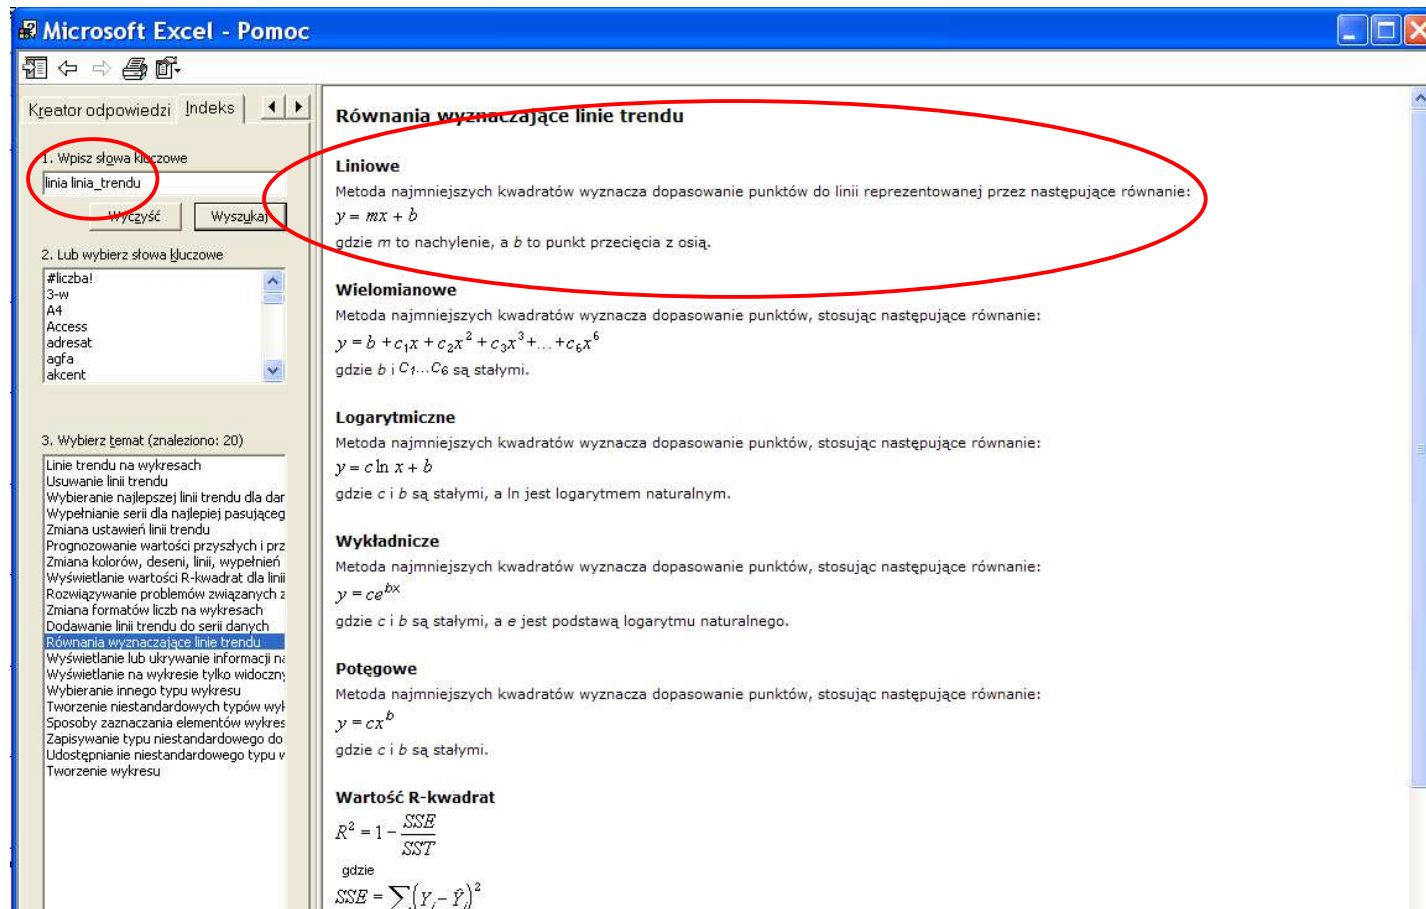 Microsoft Excel - Pomoc
Kreator odpowiedzi
Indeks
1. Wpisz słowa kluczowe
linia linia_trendu
Wyczyść
Wyszukaj
2. Lub wybierz słowa kluczowe
#liczba!
3-w
A4
Access
adresat
agfa
akcent
3. Wybierz temat (znaleziono: 20)
Linie trendu na wykresach
Usuwanie linii trendu
Wybieranie najlepszej linii trendu dla dar
Wypełnianie serii dla najlepiej pasująceg
Zmiana ustawień linii trendu
Prognozowanie wartości przyszłych i prz
Zmiana kolorów, deseni, linii, wypełnień
Wyświetlanie wartości R-kwadrat dla linii
Rozwiązywanie problemów związanych z
Zmiana formatów liczb na wykresach
Dodawanie linii trendu do serii danych
Równania wyznaczające linie trendu
Wyświetlanie lub ukrywanie informacji na
Wyświetlanie na wykresie tylko widoczny
Wybieranie innego typu wykresu
Tworzenie niestandardowych typów wyk
Sposoby zaznaczania elementów wykres
Zapisywanie typu niestandardowego do
Udostępnianie niestandardowego typu w
Tworzenie wykresu
Równania wyznaczające linie trendu
Liniowe
Metoda najmniejszych kwadratów wyznacza dopasowanie punktów do linii reprezentowanej przez następujące równanie:
y = mx + b
gdzie m to nachylenie, a b to punkt przecięcia z osią.
Wielomianowe
Metoda najmniejszych kwadratów wyznacza dopasowanie punktów, stosując następujące równanie:
y = b + c₁x + c₂x² + c₃x³ +... + c₆x⁶
gdzie b i C₁...C₆ są stałymi.
Logarytmiczne
Metoda najmniejszych kwadratów wyznacza dopasowanie punktów, stosując następujące równanie:
y = c ln x + b
gdzie c i b są stałymi, a ln jest logarytmem naturalnym.
Wykładnicze
Metoda najmniejszych kwadratów wyznacza dopasowanie punktów, stosując następujące równanie:
y = ce^bx
gdzie c i b są stałymi, a e jest podstawą logarytmu naturalnego.
Potęgowe
Metoda najmniejszych kwadratów wyznacza dopasowanie punktów, stosując następujące równanie:
y = cx^b
gdzie c i b są stałymi.
Wartość R-kwadrat
R² = 1 - SSE/SST
gdzie
SSE = ∑(Yᵢ - Ŷᵢ)²